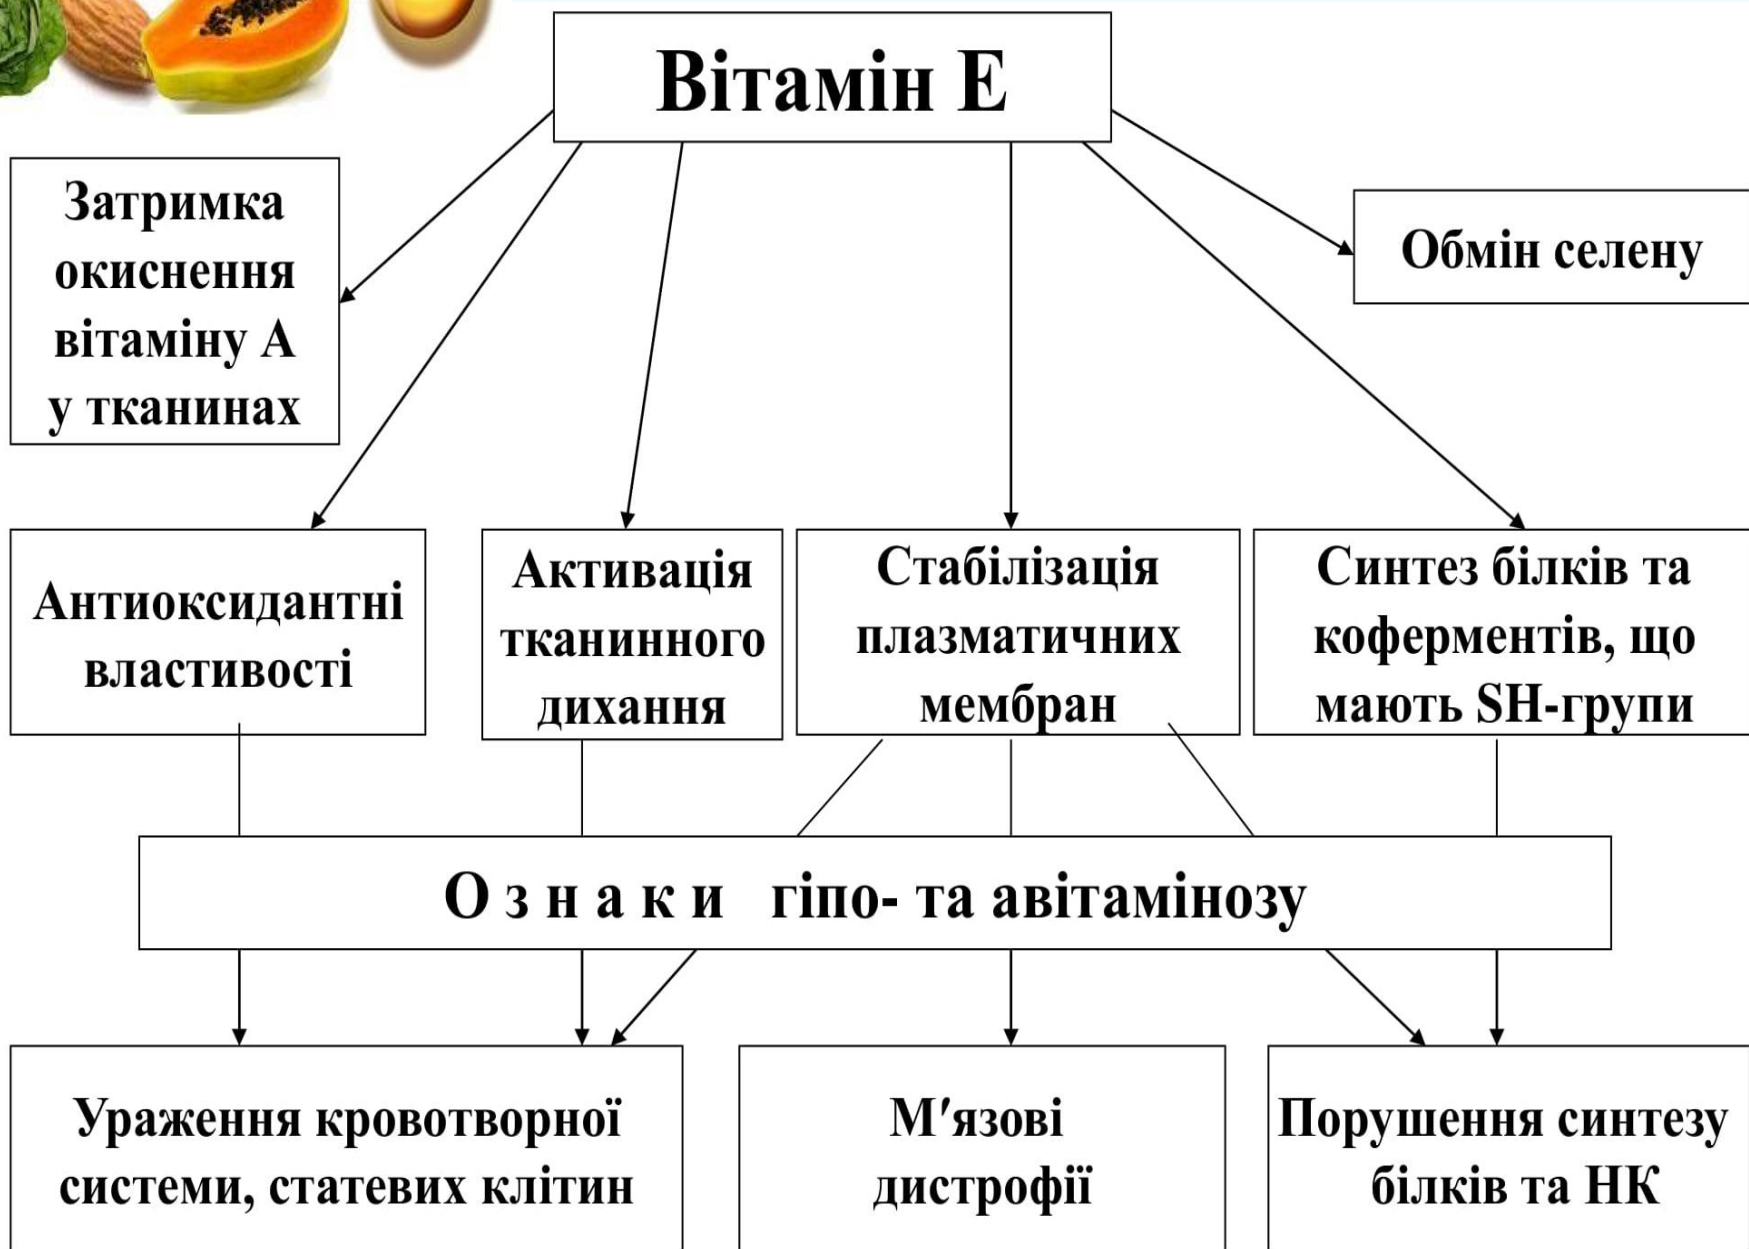 Вітамін Е
Затримка
окиснення
вітаміну А
у тканинах
Обмін селену
Антиоксидантні
властивості
Активація
тканинного
дихання
Стабілізація
плазматичних
мембран
Синтез білків та
коферментів, що
мають SH-групи
О з н а к и гіпо- та авітамінозу
Ураження кровотворної
системи, статевих клітин
М′язові
дистрофії
Порушення синтезу
білків та НК